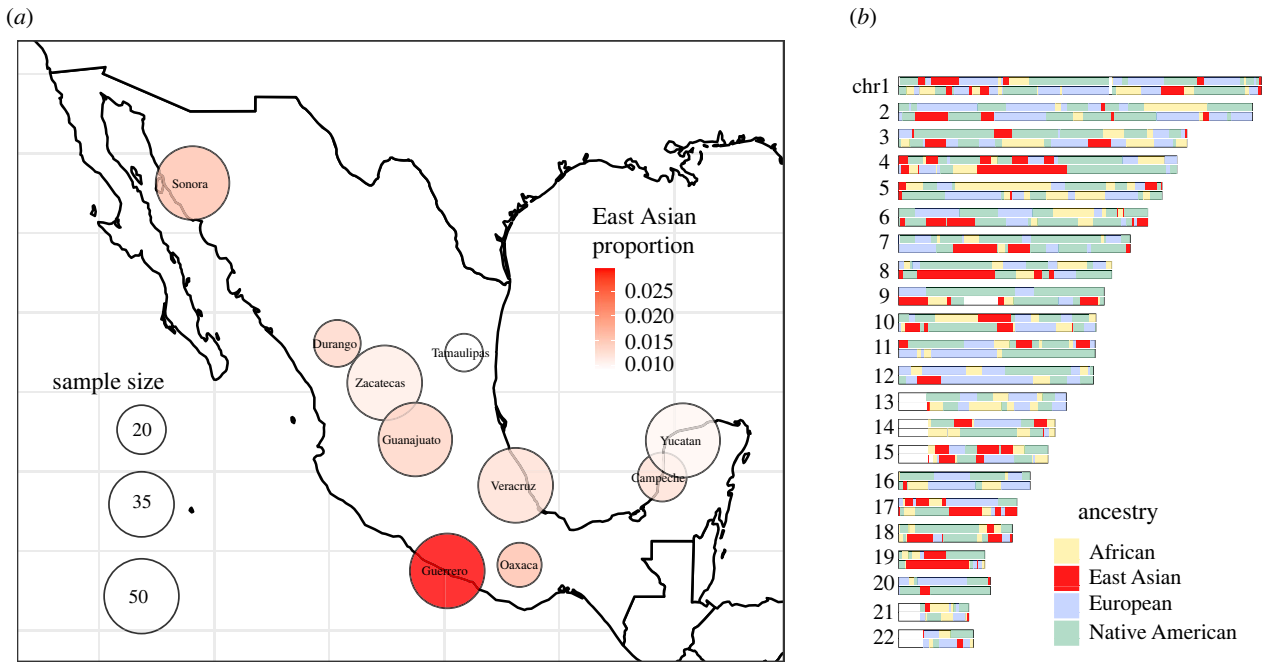 (a)
Sonora
East Asian
proportion
0.025
0.020
0.015
0.010
Durango
Tamaulipas
Zacatecas
sample size
20
35
50
Guanajuato
Yucatan
Campeche
Veracruz
Guerrero
Oaxaca
(b)
chr1
2
3
4
5
6
7
8
9
10
11
12
13
14
15
16
17
18
19
20
21
22
ancestry
African
East Asian
European
Native American